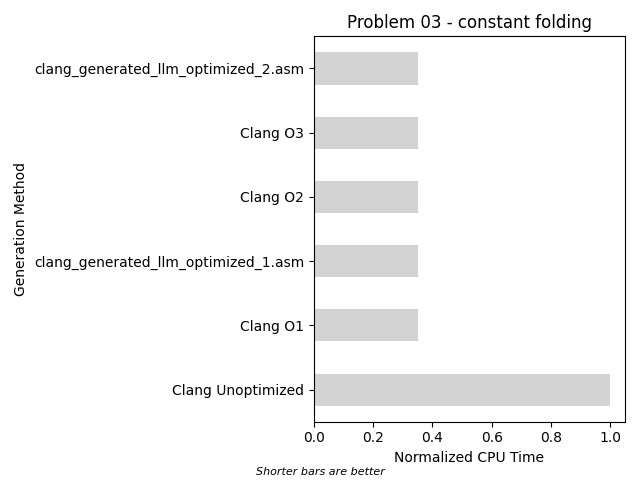 Problem 03 - constant folding
clang_generated_llm_optimized_2.asm
Clang O3
Clang O2
clang_generated_llm_optimized_1.asm
Clang O1
Clang Unoptimized
Generation Method
0.0 0.2 0.4 0.6 0.8 1.0
Normalized CPU Time
Shorter bars are better